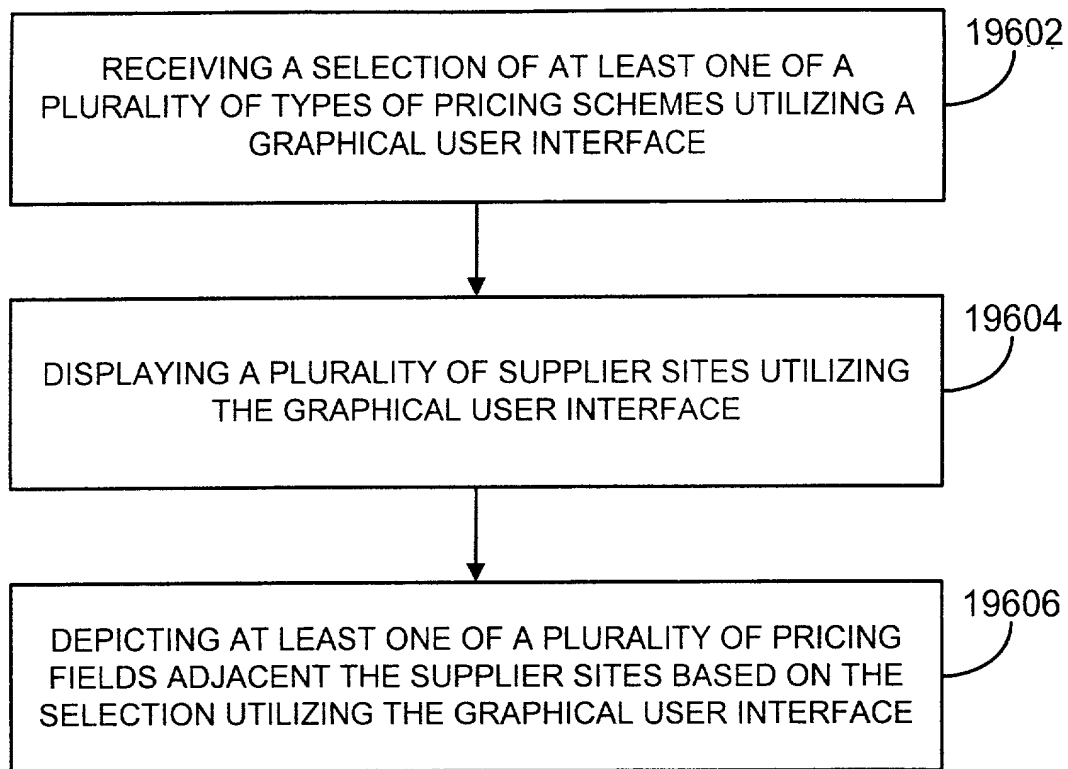 19602
RECEIVING A SELECTION OF AT LEAST ONE OF A
PLURALITY OF TYPES OF PRICING SCHEMES UTILIZING A
GRAPHICAL USER INTERFACE
19604
DISPLAYING A PLURALITY OF SUPPLIER SITES UTILIZING
THE GRAPHICAL USER INTERFACE
19606
DEPICTING AT LEAST ONE OF A PLURALITY OF PRICING
FIELDS ADJACENT THE SUPPLIER SITES BASED ON THE
SELECTION UTILIZING THE GRAPHICAL USER INTERFACE